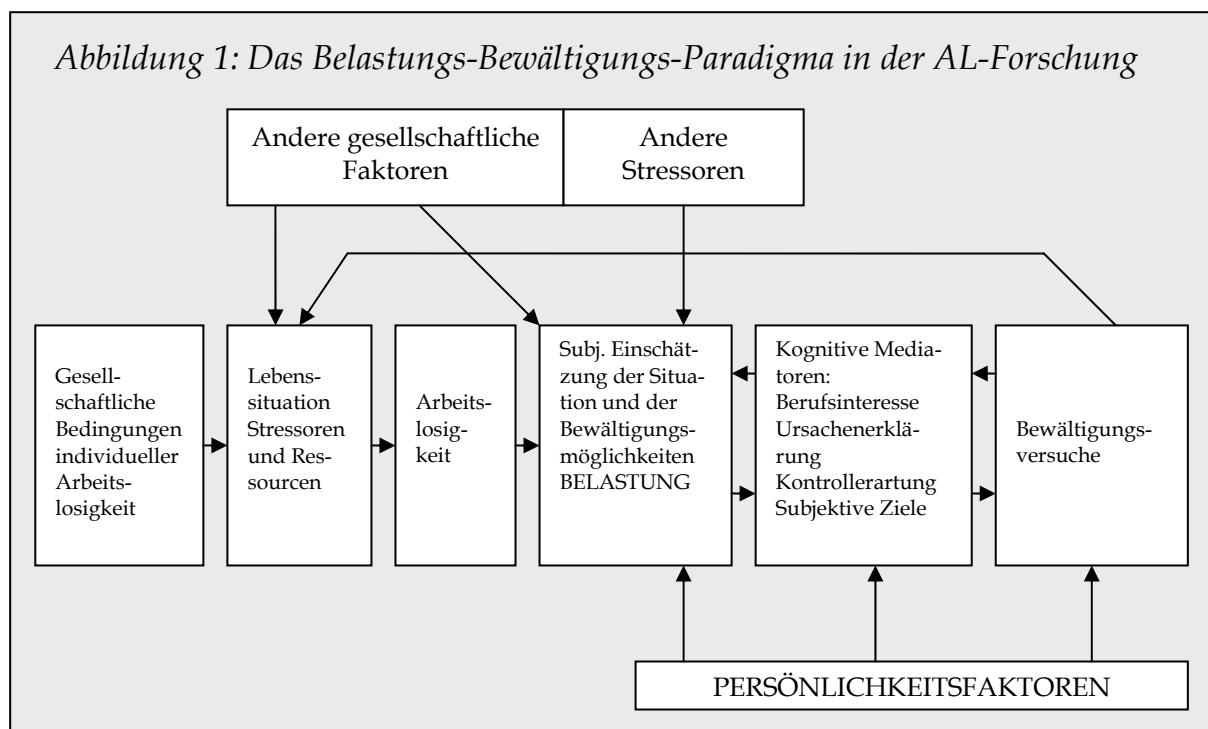 Abbildung 1: Das Belastungs-Bewältigungs-Paradigma in der AL-Forschung
Andere gesellschaftliche
Faktoren
Andere
Stressoren
Gesell-
schaftliche
Bedingungen
individueller
Arbeits-
losigkeit
Lebens-
situation
Stressoren
und Res-
sourcen
Arbeits-
losig-
keit
Subj. Einschät-
zung der Situa-
tion und der
Bewältigungs-
möglichkeiten
BELASTUNG
Kognitive Media-
toren:
Berufsinteresse
Ursachenerklä-
rung
Kontrollerartung
Subjektive Ziele
Bewältigungs-
versuche
PERSÖNLICHKEITSFAKTOREN